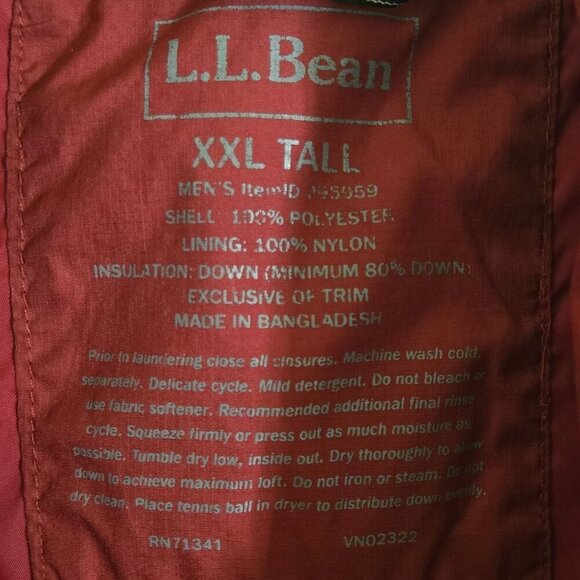 L.L.Bean
XXL TALL
MEN'S ItemID
SHELL: 100% POLYESTER
LINING: 100% NYLON
INSULATION: DOWN (MINIMUM 80% DOWN)
EXCLUSIVE OF TRIM
MADE IN BANGLADESH
Prior to laundering close all closures. Machine wash cold,
separately. Delicate cycle. Mild detergent. Do not bleach or
use fabric softener. Recommended additional final rinse
cycle. Squeeze firmly or press out as much moisture as
possible. Tumble dry low, inside out. Dry thoroughly to allow
down to achieve maximum loft. Do not iron or steam. Do not
dry clean. Place tennis ball in dryer to distribute down evenly.
RN71341 VN02322